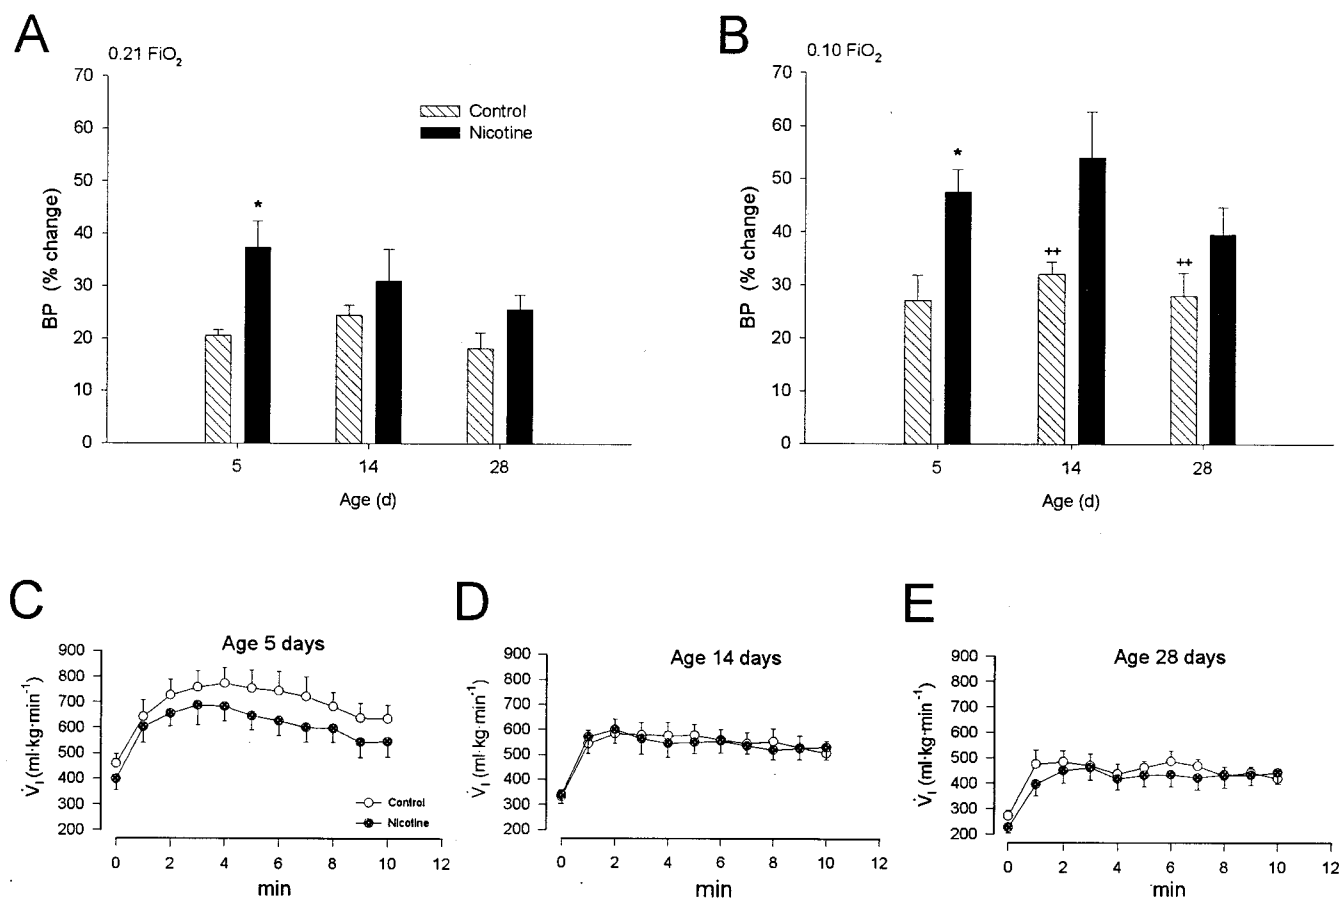 A
0.21 FiO2
70
60
50
40
30
20
10
0
BP (% change)
Control
Nicotine
*
5
14
28
Age (d)
B
0.10 FiO2
70
60
50
40
30
20
10
0
BP (% change)
*
++
++
5
14
28
Age (d)
C
Age 5 days
900
800
700
600
500
400
300
200
V̇I (ml·kg·min-1)
Control
Nicotine
0
2
4
6
8
10
12
min
D
Age 14 days
900
800
700
600
500
400
300
200
V̇I (ml·kg·min-1)
0
2
4
6
8
10
12
min
E
Age 28 days
900
800
700
600
500
400
300
200
V̇I (ml·kg·min-1)
0
2
4
6
8
10
12
min